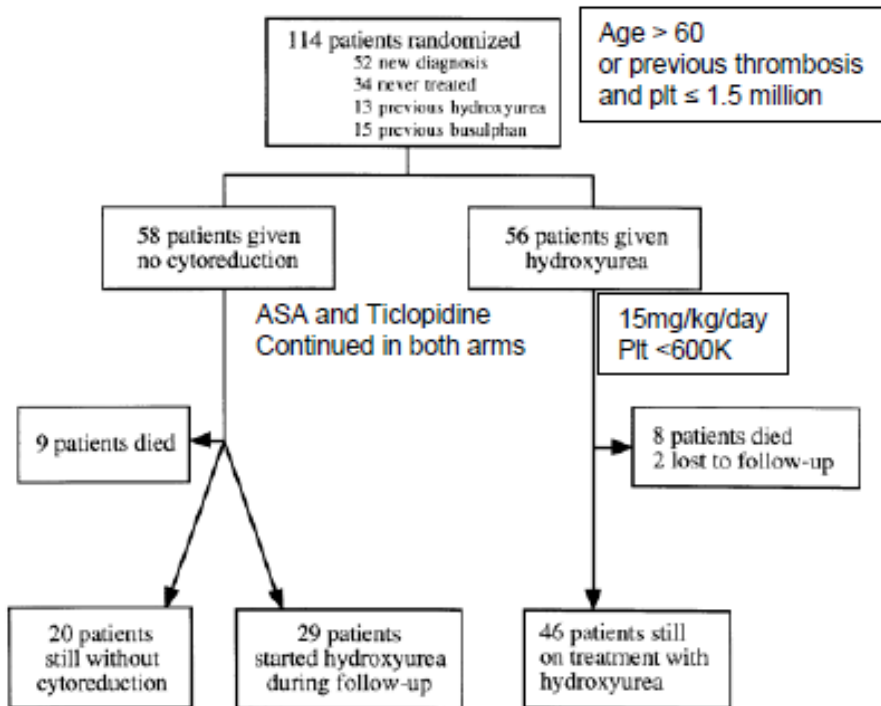 114 patients randomized
52 new diagnosis
34 never treated
13 previous hydroxyurea
15 previous busulphan
Age > 60
or previous thrombosis
and plt ≤ 1.5 million
58 patients given
no cytoreduction
56 patients given
hydroxyurea
ASA and Ticlopidine
Continued in both arms
15mg/kg/day
Plt <600K
9 patients died
8 patients died
2 lost to follow-up
20 patients
still without
cytoreduction
29 patients
started hydroxyurea
during follow-up
46 patients still
on treatment with
hydroxyurea